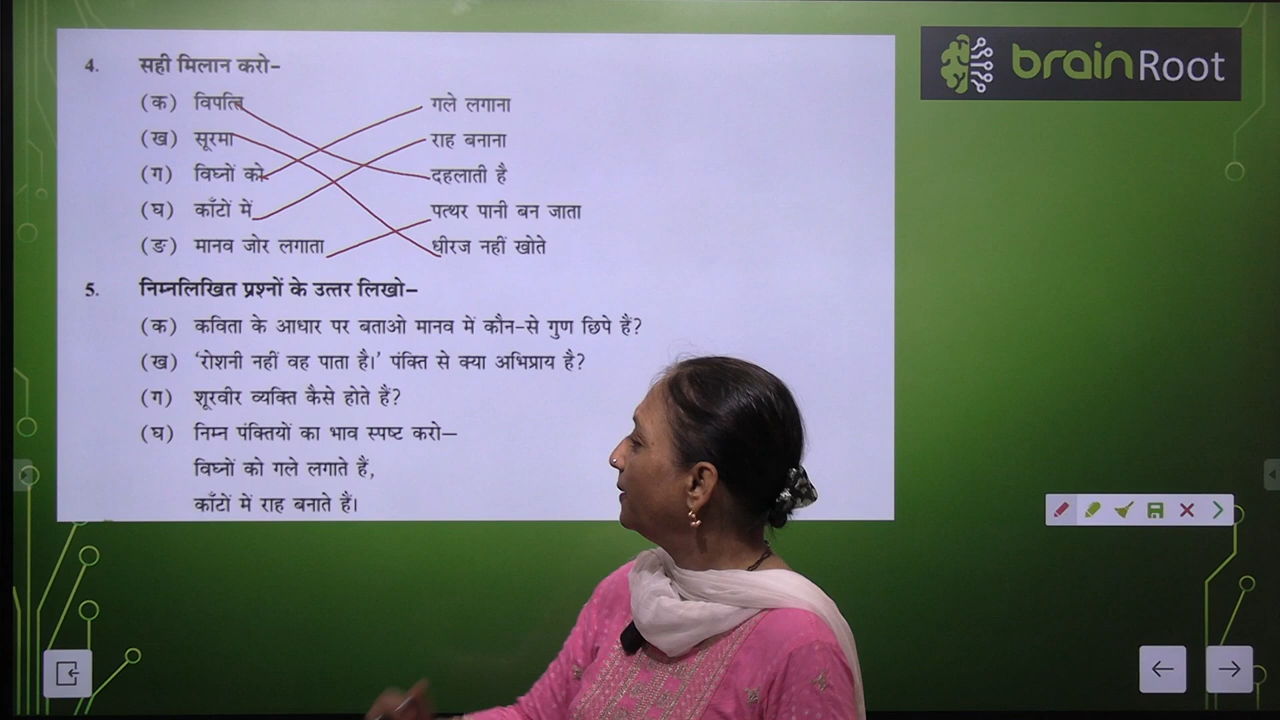 brainRoot
4. सही मिलान करो-
(क) विपत्ति गले लगाना
(ख) सूरमा राह बनाना
(ग) विघ्नों को दहलाती है
(घ) काँटों में पत्थर पानी बन जाता
(ङ) मानव जोर लगाता धीरज नहीं खोते
5. निम्नलिखित प्रश्नों के उत्तर लिखो-
(क) कविता के आधार पर बताओ मानव में कौन-से गुण छिपे हैं?
(ख) 'रोशनी नहीं वह पाता है।' पंक्ति से क्या अभिप्राय है?
(ग) शूरवीर व्यक्ति कैसे होते हैं?
(घ) निम्न पंक्तियों का भाव स्पष्ट करो—
विघ्नों को गले लगाते हैं,
काँटों में राह बनाते हैं।